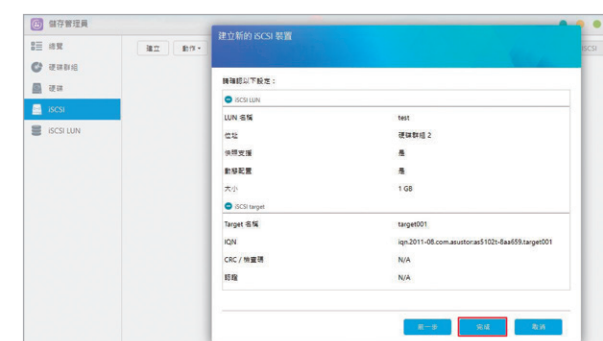 儲存管理員
總覽
硬碟群組
硬碟
iSCSI
iSCSI LUN
建立
動作
iSCSI
建立新的 iSCSI 裝置
請確認以下設定：
iSCSI LUN
LUN 名稱 test
位址 硬碟群組 2
快照支援 是
動態配置 是
大小 1 GB
iSCSI target
Target 名稱 target001
IQN iqn.2011-08.com.asustor:as5102t-8aa659.target001
CRC / 檢查碼 N/A
認證 N/A
前一步 完成 取消